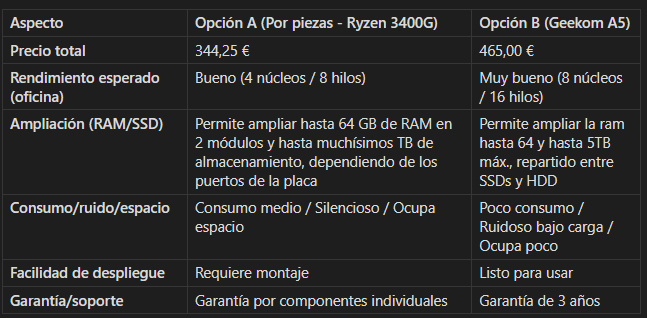 Aspecto Opción A (Por piezas - Ryzen 3400G) Opción B (Geekom A5)
Precio total 344,25 € 465,00 €
Rendimiento esperado Bueno (4 núcleos / 8 hilos) Muy bueno (8 núcleos
(oficina) / 16 hilos)
Ampliación (RAM/SSD) Permite ampliar hasta 64 GB de RAM en Permite ampliar la ram
2 módulos y hasta muchísimos TB de hasta 64 y hasta 5TB
almacenamiento, dependiendo de los máx., repartido entre
puertos de la placa SSDs y HDD
Consumo/ruido/espacio Consumo medio / Silencioso / Ocupa Poco consumo /
espacio Ruidoso bajo carga /
Ocupa poco
Facilidad de despliegue Requiere montaje Listo para usar
Garantía/soporte Garantía por componentes individuales Garantía de 3 años